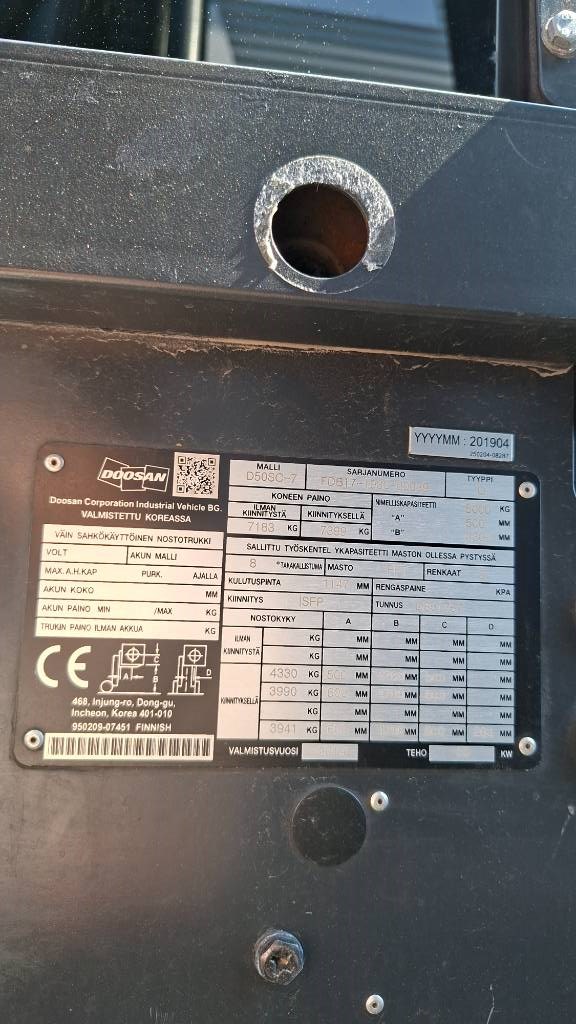 YYYYMM : 201904
250204-08287
DOOSAN
Doosan Corporation Industrial Vehicle BG.
VALMISTETTU KOREASSA
VAIN SAHKÖKÄYTTÖINEN NOSTOTRUKKI
VOLT AKUN MALLI
MAX.A.H.KAP PURK. AJALLA
AKUN KOKO MM
AKUN PAINO MIN /MAX KG
TRUKIN PAINO ILMAN AKKUA KG
CE
468, Injung-ro, Dong-gu,
Incheon, Korea 401-010
950209-07451 FINNISH
MALLI SARJANUMERO TYYPPI
D50SC-7
KONEEN PAINO NIMELLISKAPASITEETTI 5000 KG
ILMAN KIINNITYSTÄ KIINNITYKSELLÄ "A" 500 MM
7183 KG KG "B" MM
SALLITTU TYÖSKENTEL YKAPASITEETTI MASTON OLLESSA PYSTYSSÄ
8 °TAKAKALLISTUMA MASTO RENKAAT
KULUTUSPINTA 1147 MM RENGASPAINE KPA
KIINNITYS ISFP TUNNUS
NOSTOKYKY A B C D
ILMAN KIINNITYSTÄ KG MM MM MM MM
KG MM MM MM MM
KIINNITYKSELLÄ 4330 KG 500 MM MM MM MM
3990 KG MM MM MM MM
KG MM MM MM MM
3941 KG MM MM MM MM
VALMISTUSVUOSI TEHO KW